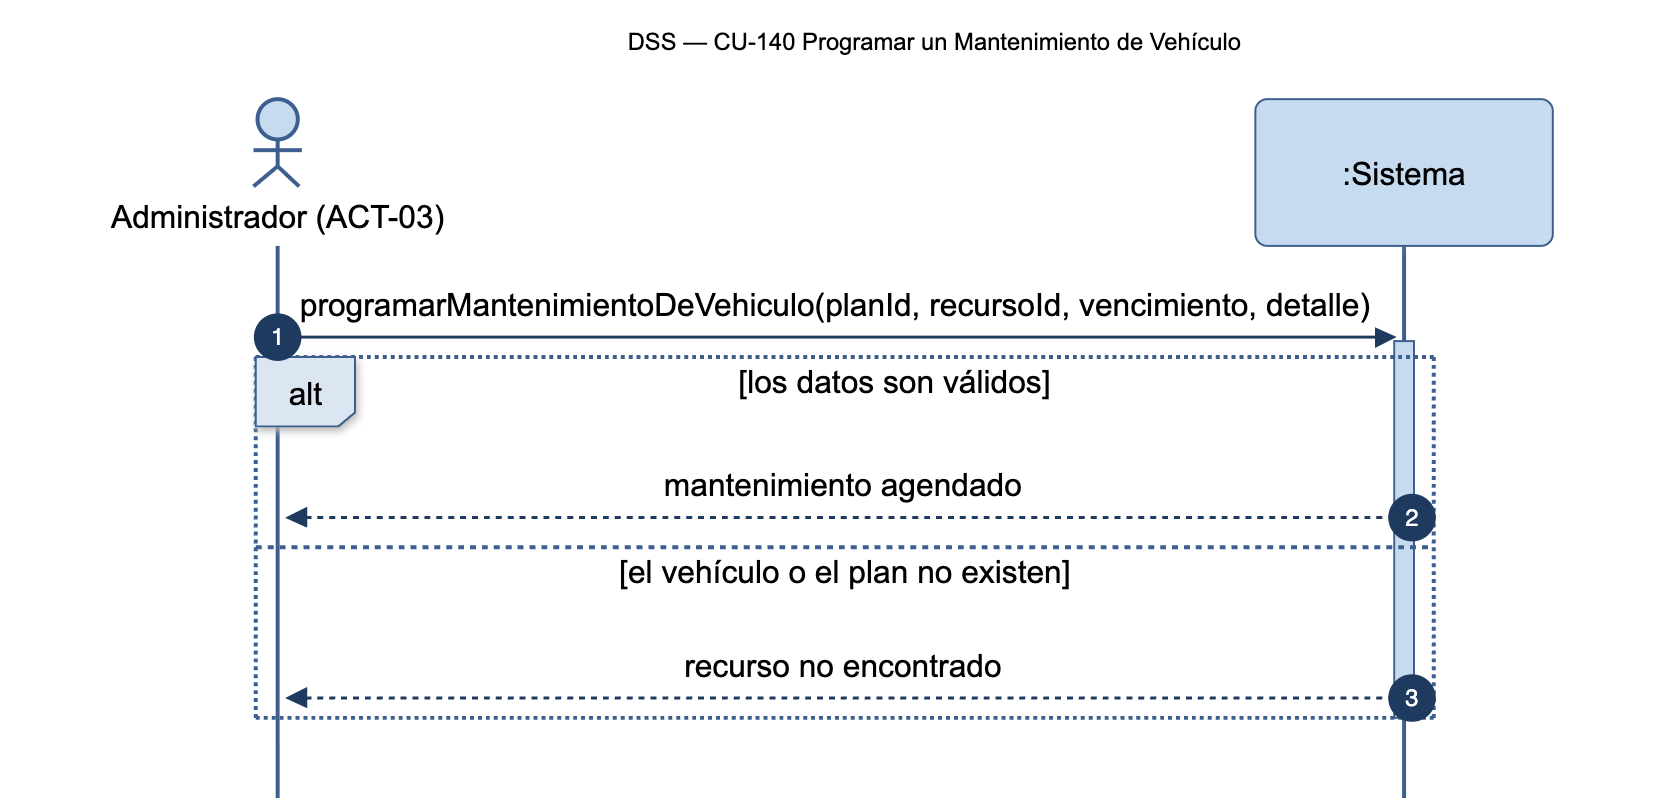 DSS — CU-140 Programar un Mantenimiento de Vehículo
Administrador (ACT-03)
:Sistema
programarMantenimientoDeVehiculo(planId, recursoId, vencimiento, detalle)
1
alt
[los datos son válidos]
mantenimiento agendado
2
[el vehículo o el plan no existen]
recurso no encontrado
3